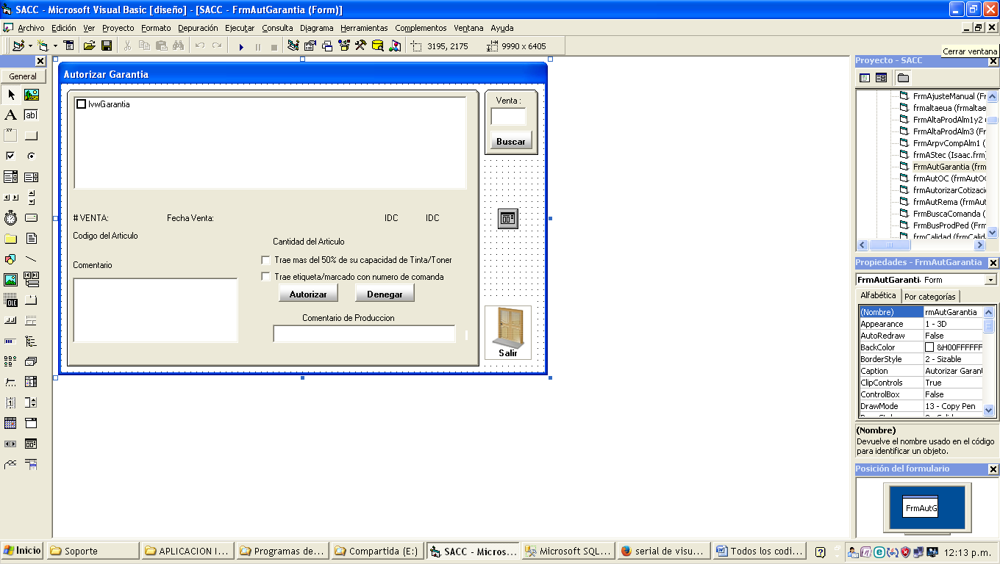 SACC - Microsoft Visual Basic [diseño] - [SACC - FrmAutGarantia (Form)]
Archivo Edición Ver Proyecto Formato Depuración Ejecutar Consulta Diagrama Herramientas Complementos Ventana Ayuda
3195, 2175 9990 x 6405
Cerrar ventana
General
A
ab|
OLE
Autorizar Garantia
lvwGarantia
Venta :
Buscar
# VENTA: Fecha Venta: IDC IDC
Codigo del Articulo
Cantidad del Articulo
Trae mas del 50% de su capacidad de Tinta/Toner
Comentario
Trae etiqueta/marcado con numero de comanda
Autorizar Denegar
Comentario de Produccion
Salir
Proyecto - SACC
FrmAjusteManual (Fr
frmaltaeua (frmaltae
FrmAltaProdAlm1y2
FrmAltaProdAlm3 (Fr
FrmArpvCompAlm1 (
frmAStec (Isaac.frm)
FrmAutGarantia (frm
frmAutOC (frmAutOC
frmAutorizarCotizaci
frmAutRema (frmAut
FrmBuscaComanda (
FrmBusProdPed (Frm
frmCalidad (frmCalid
Propiedades - FrmAutGarantia
FrmAutGaranti Form
Alfabética Por categorías
(Nombre) rmAutGarantia
Appearance 1 - 3D
AutoRedraw False
BackColor &H00FFFFFF
BorderStyle 2 - Sizable
Caption Autorizar Garant
ClipControls True
ControlBox False
DrawMode 13 - Copy Pen
(Nombre)
Devuelve el nombre usado en el código
para identificar un objeto.
Posición del formulario
FrmAutG
Inicio Soporte APLICACION I... Programas de... Compartida (E:) SACC - Micros... Microsoft SQL... serial de visu... Todos los codi... 12:13 p.m.